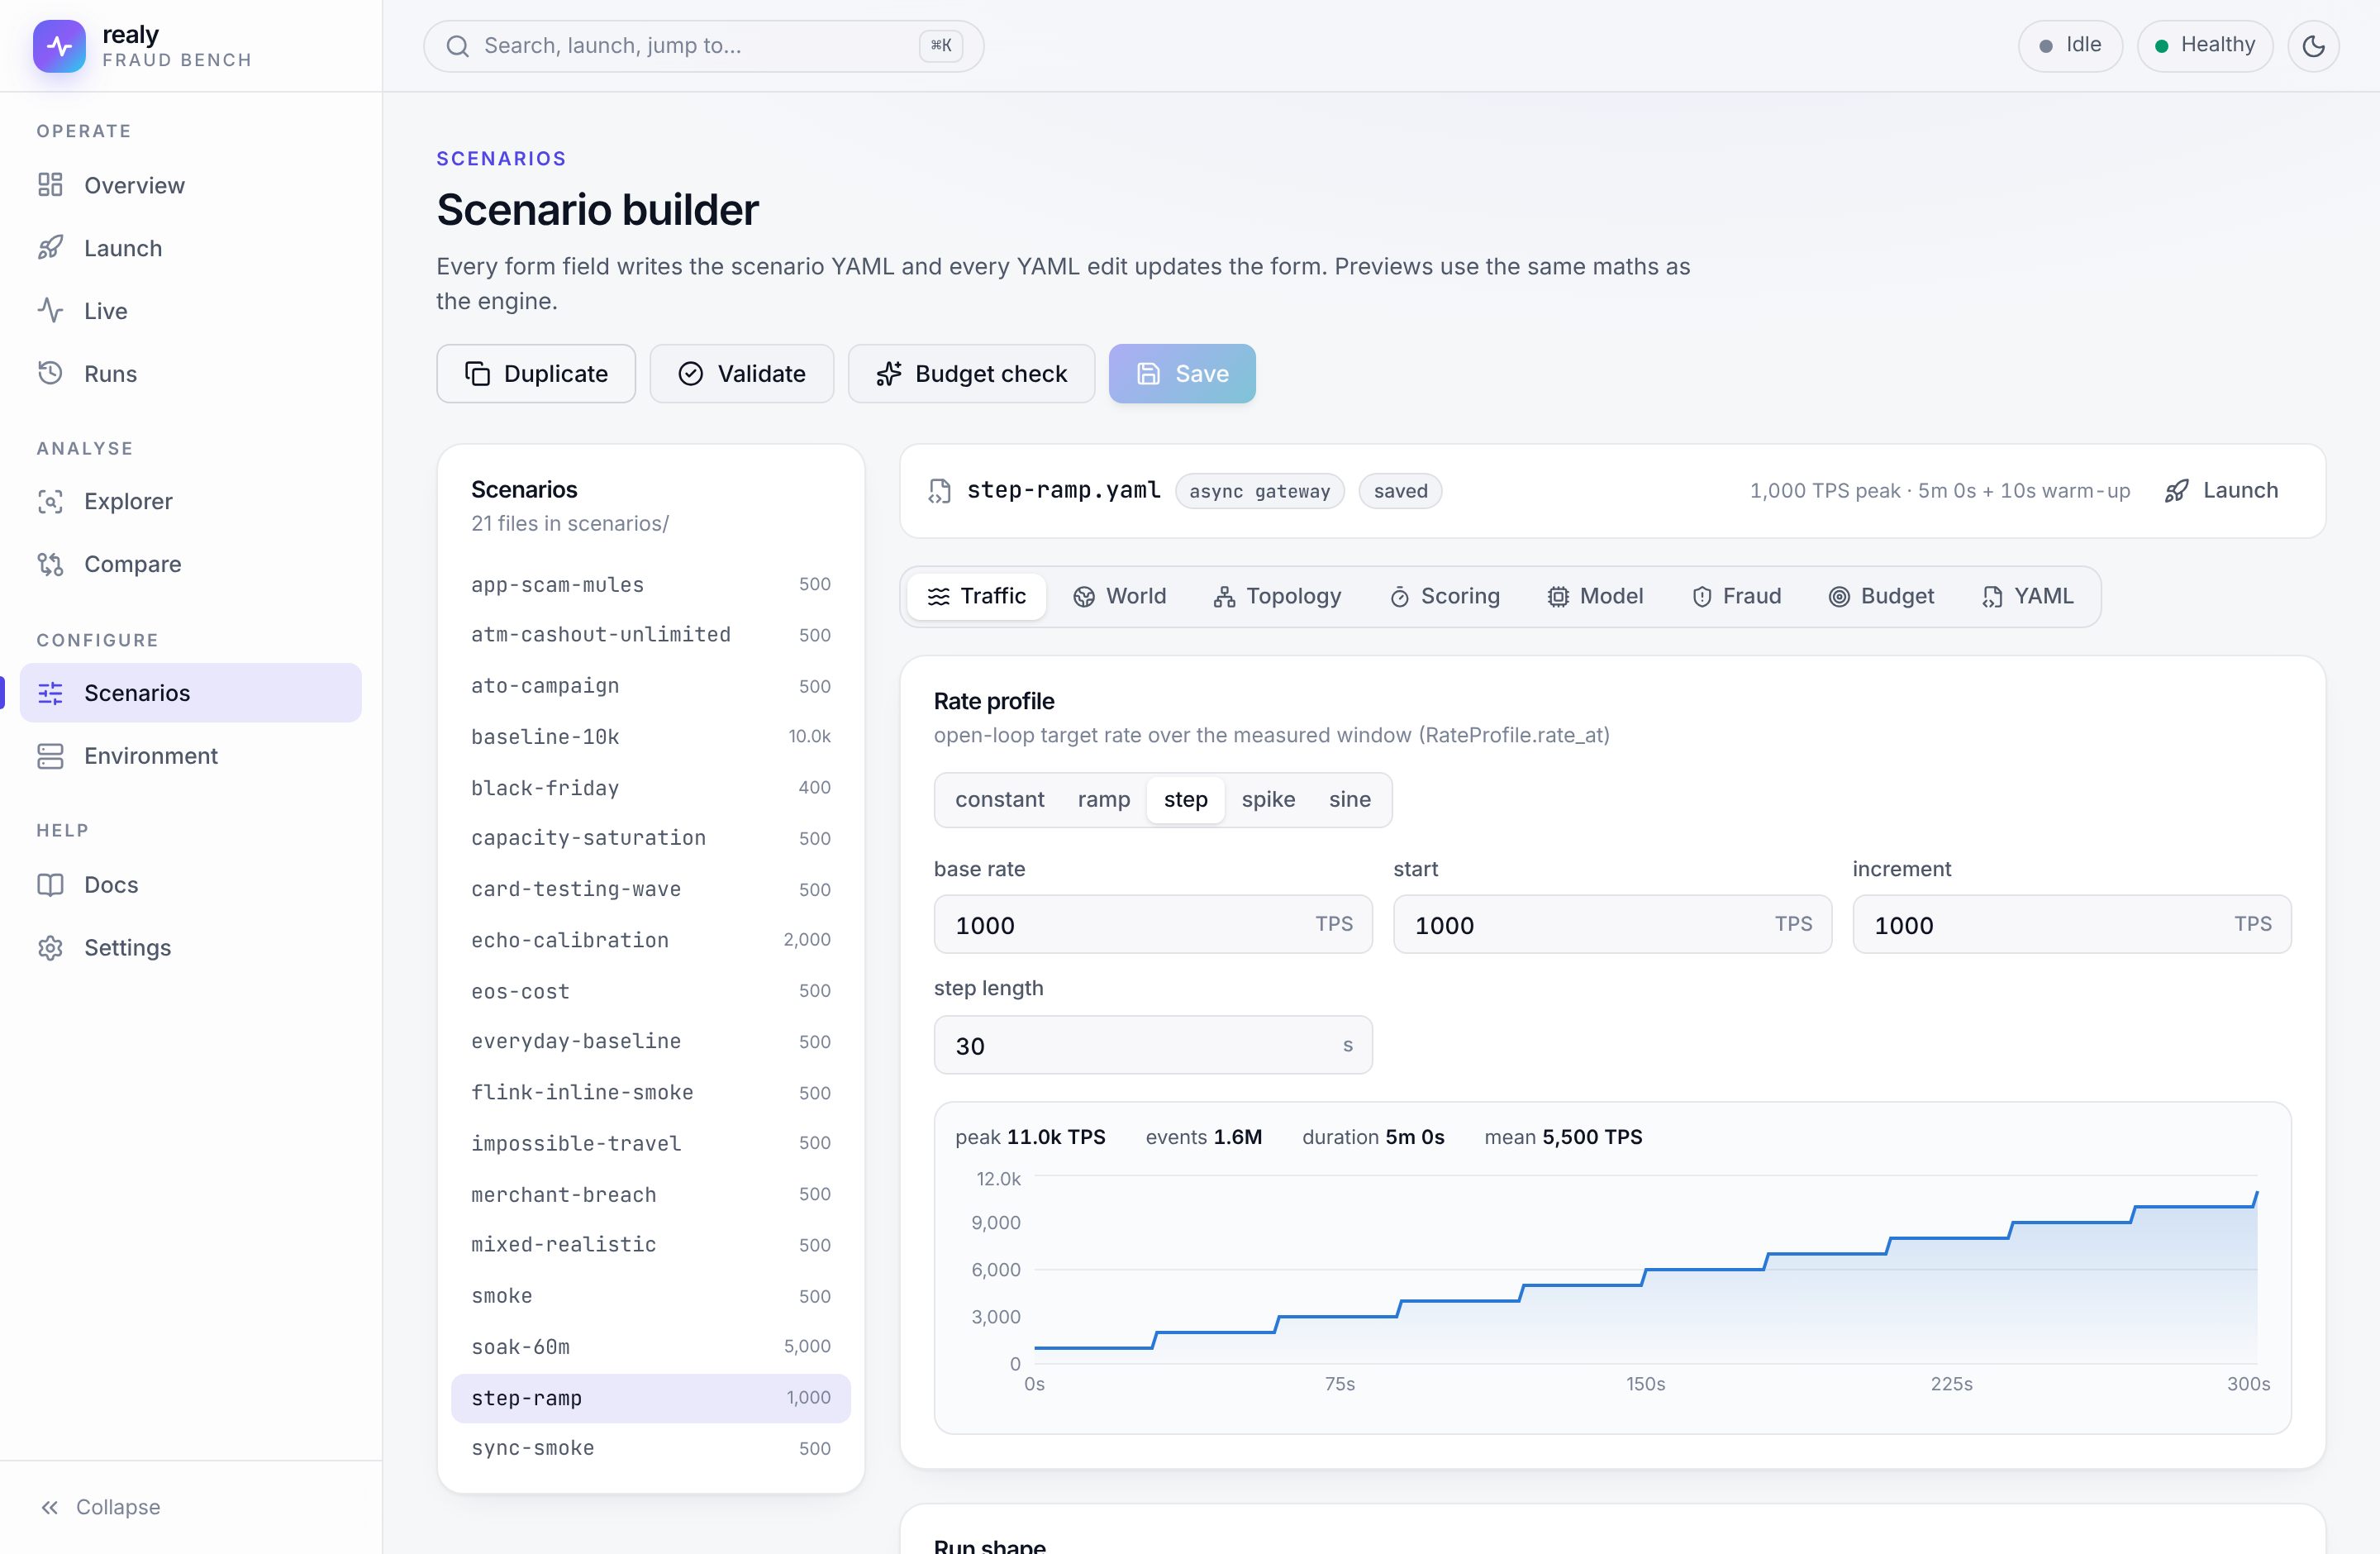 realy
FRAUD BENCH
Search, launch, jump to...
⌘K
Idle
Healthy
OPERATE
Overview
Launch
Live
Runs
ANALYSE
Explorer
Compare
CONFIGURE
Scenarios
Environment
HELP
Docs
Settings
Collapse
SCENARIOS
Scenario builder
Every form field writes the scenario YAML and every YAML edit updates the form. Previews use the same maths as
the engine.
Duplicate
Validate
Budget check
Save
Scenarios
21 files in scenarios/
app-scam-mules 500
atm-cashout-unlimited 500
ato-campaign 500
baseline-10k 10.0k
black-friday 400
capacity-saturation 500
card-testing-wave 500
echo-calibration 2,000
eos-cost 500
everyday-baseline 500
flink-inline-smoke 500
impossible-travel 500
merchant-breach 500
mixed-realistic 500
smoke 500
soak-60m 5,000
step-ramp 1,000
sync-smoke 500
step-ramp.yaml async gateway saved 1,000 TPS peak · 5m 0s + 10s warm-up Launch
Traffic World Topology Scoring Model Fraud Budget YAML
Rate profile
open-loop target rate over the measured window (RateProfile.rate_at)
constant ramp step spike sine
base rate start increment
1000 TPS 1000 TPS 1000 TPS
step length
30 s
peak 11.0k TPS events 1.6M duration 5m 0s mean 5,500 TPS
12.0k
9,000
6,000
3,000
0
0s 75s 150s 225s 300s
Run shape